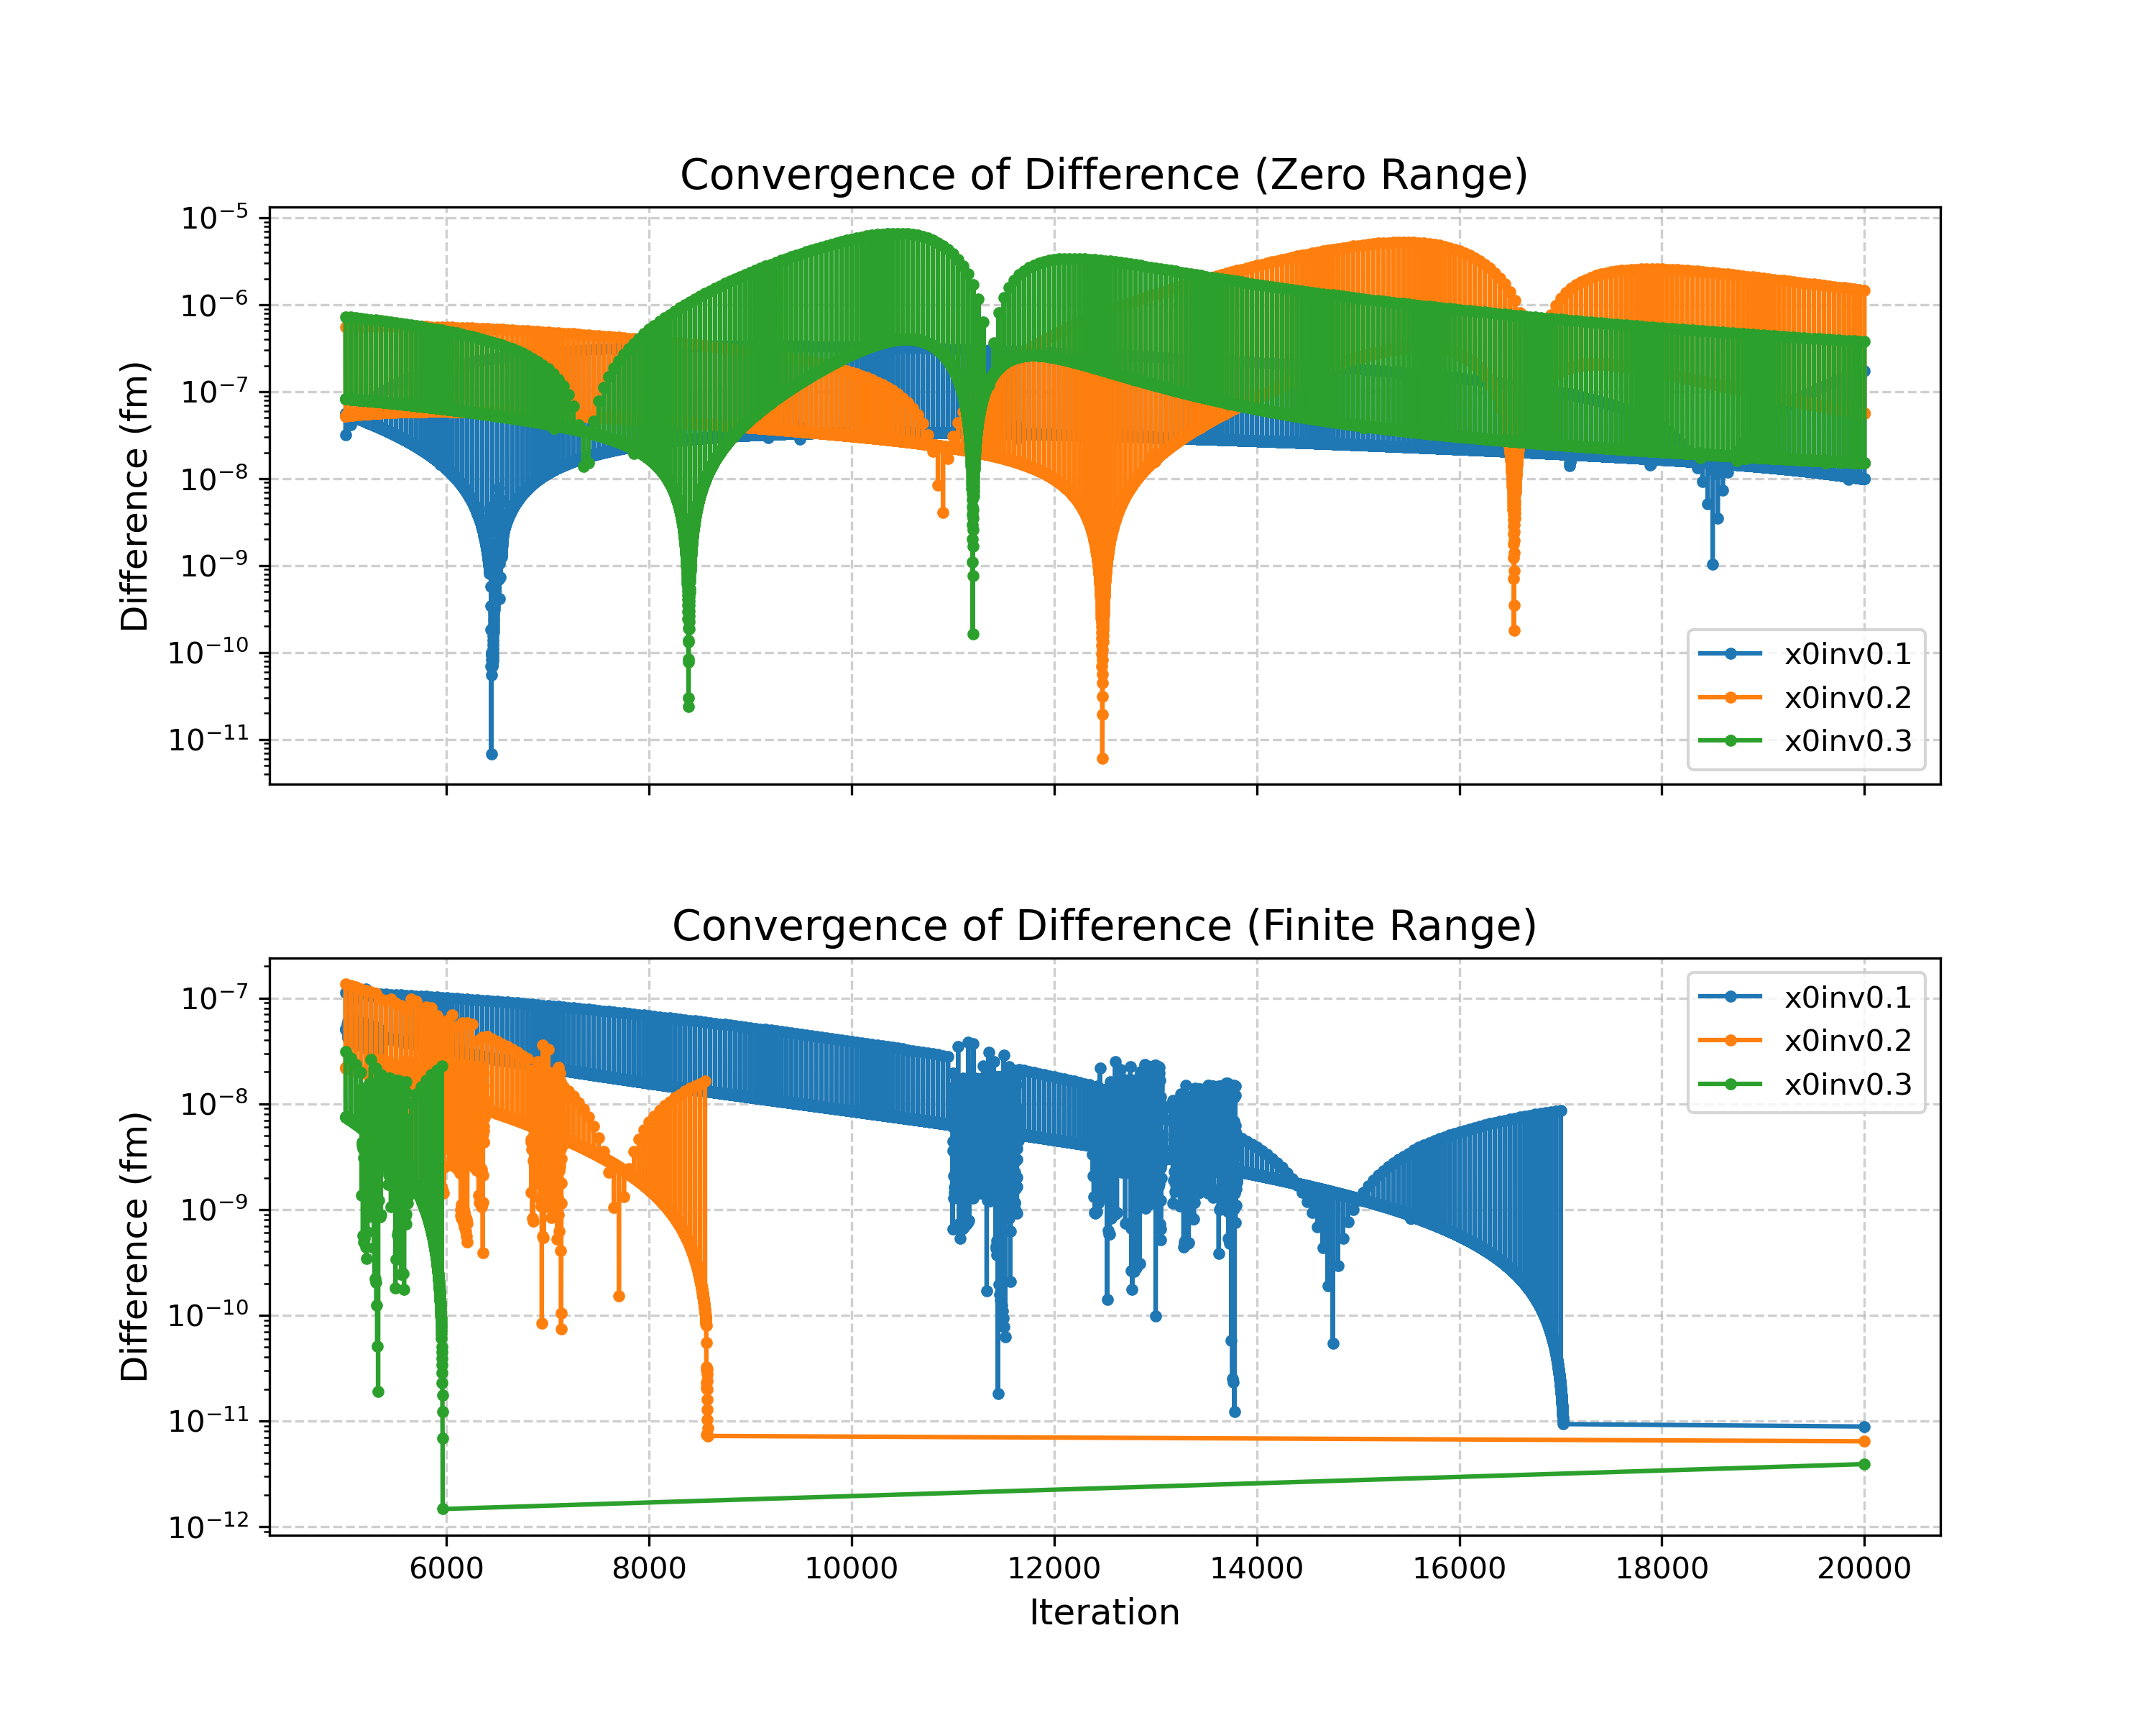 Convergence of Difference (Zero Range)
Difference (fm)
10⁻⁵
10⁻⁶
10⁻⁷
10⁻⁸
10⁻⁹
10⁻¹⁰
10⁻¹¹
x0inv0.1
x0inv0.2
x0inv0.3
Convergence of Difference (Finite Range)
Difference (fm)
10⁻⁷
10⁻⁸
10⁻⁹
10⁻¹⁰
10⁻¹¹
10⁻¹²
x0inv0.1
x0inv0.2
x0inv0.3
6000 8000 10000 12000 14000 16000 18000 20000
Iteration